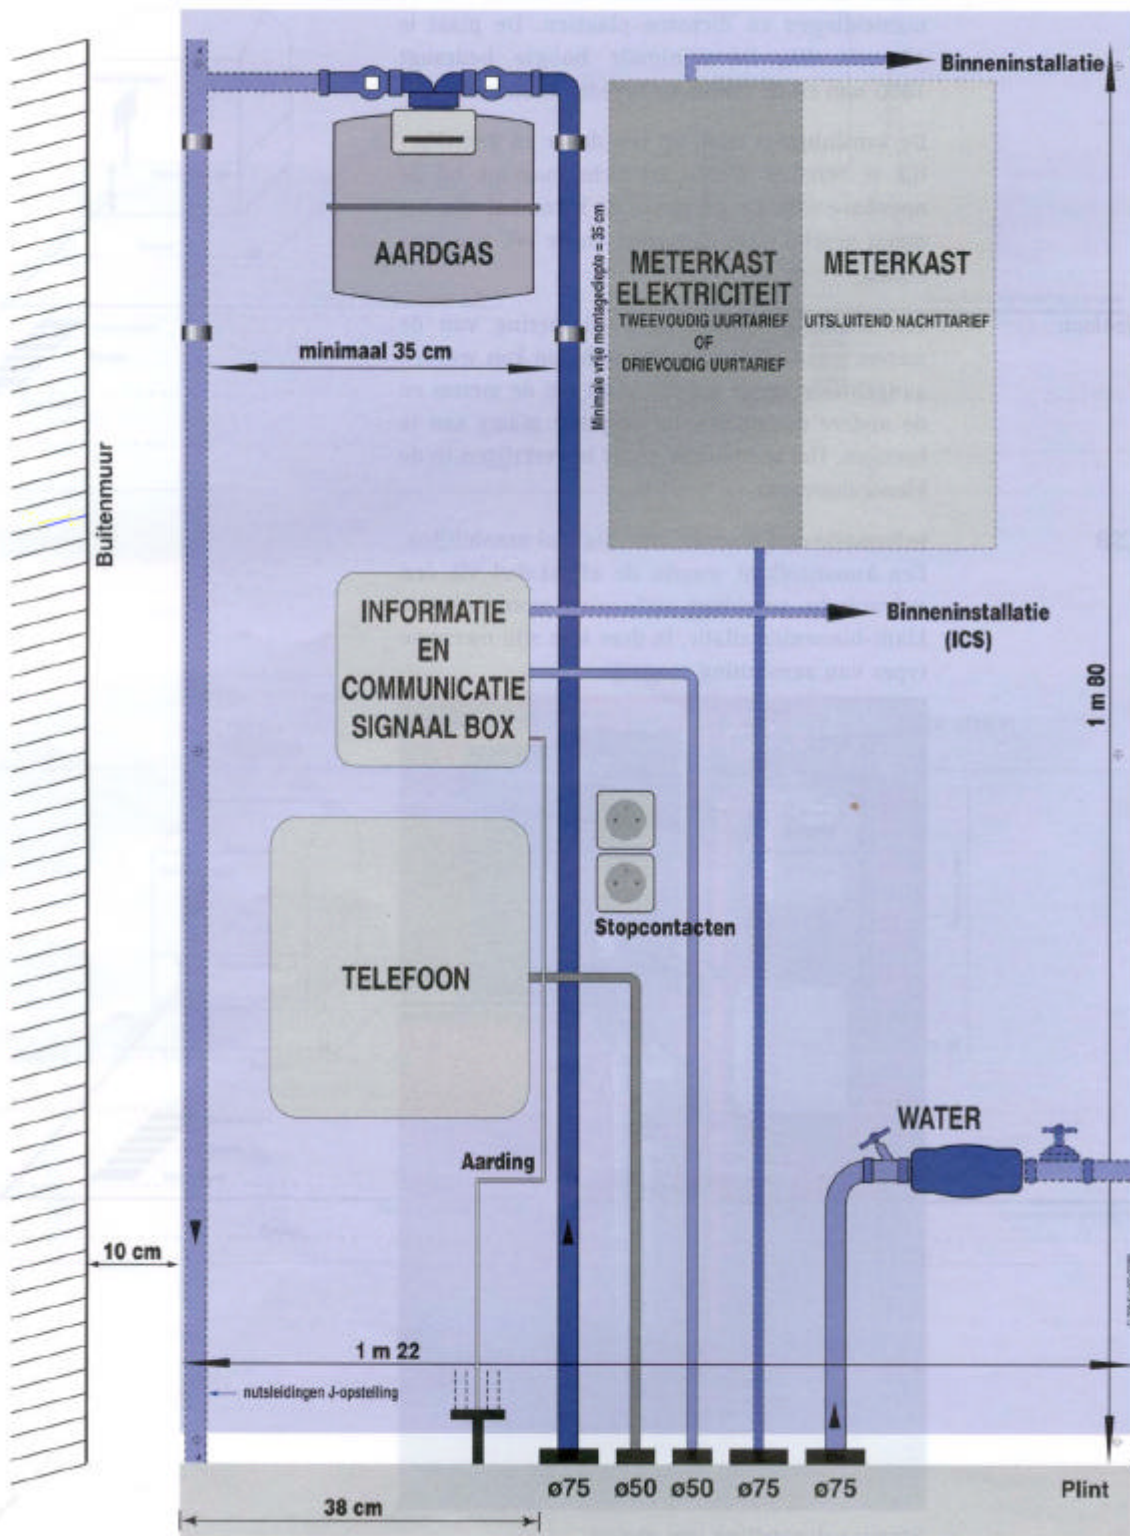 Binneninstallatie
AARDGAS
minimaal 35 cm
Minimale vrije montagediepte = 35 cm
METERKAST
ELEKTRICITEIT
TWEEVOUDIG UURTARIEF
OF
DRIEVOUDIG UURTARIEF
METERKAST
UITSLUITEND NACHTTARIEF
Buitenmuur
INFORMATIE
EN
COMMUNICATIE
SIGNAAL BOX
Binneninstallatie
(ICS)
1 m 80
Stopcontacten
TELEFOON
WATER
Aarding
10 cm
1 m 22
nutsleidingen J-opstelling
ø75
ø50
ø50
ø75
ø75
Plint
38 cm